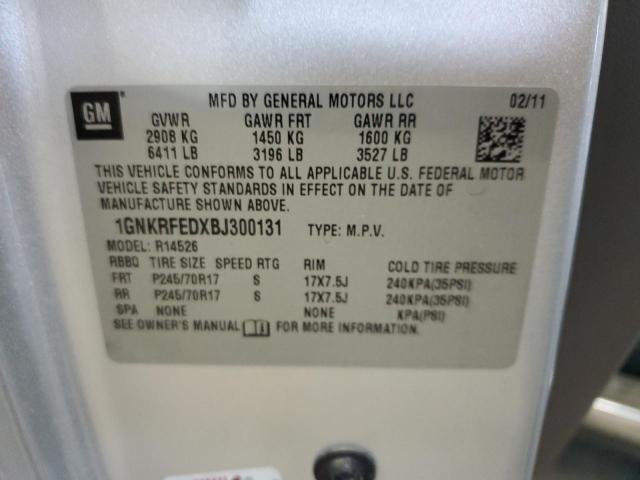 GM
MFD BY GENERAL MOTORS LLC 02/11
GVWR GAWR FRT GAWR RR
2908 KG 1450 KG 1600 KG
6411 LB 3196 LB 3527 LB
THIS VEHICLE CONFORMS TO ALL APPLICABLE U.S. FEDERAL MOTOR
VEHICLE SAFETY STANDARDS IN EFFECT ON THE DATE OF
MANUFACTURE SHOWN ABOVE.
1GNKRFEDXBJ300131 TYPE: M.P.V.
MODEL: R14526
RBBQ TIRE SIZE SPEED RTG RIM COLD TIRE PRESSURE
FRT P245/70R17 S 17X7.5J 240KPA(35PSI)
RR P245/70R17 S 17X7.5J 240KPA(35PSI)
SPA NONE NONE KPA(PSI)
SEE OWNER'S MANUAL FOR MORE INFORMATION.